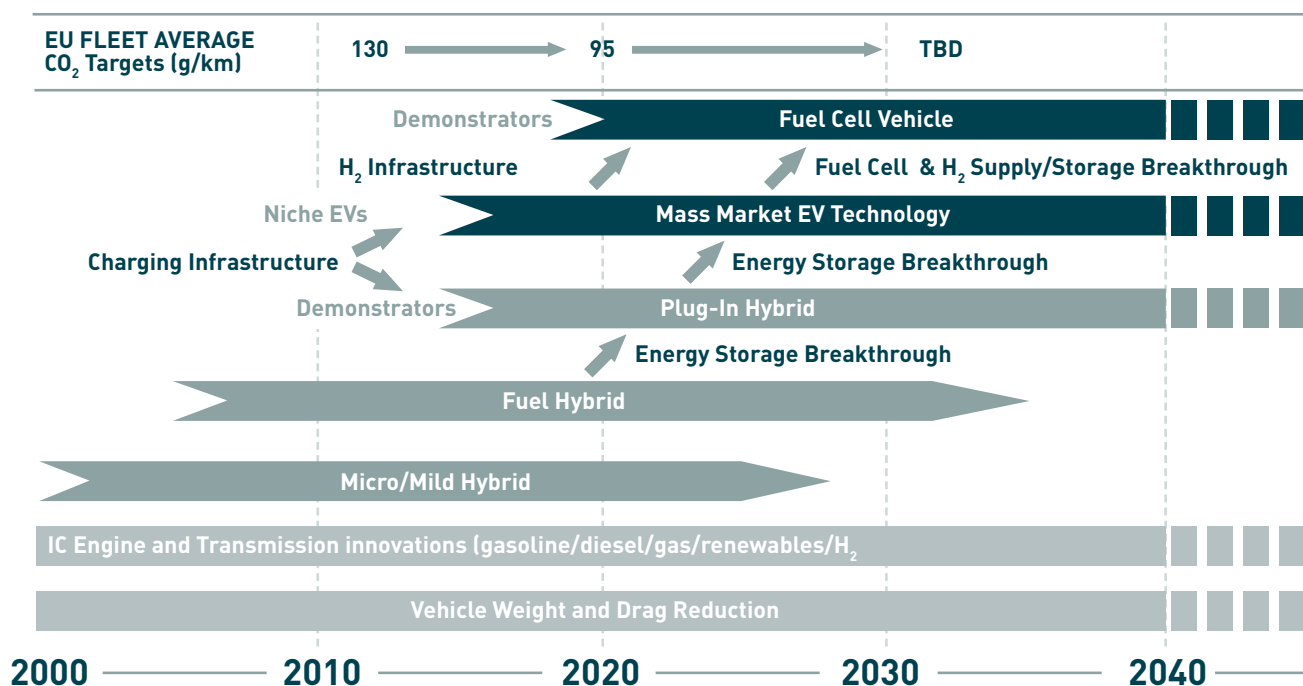 EU FLEET AVERAGE
CO₂ Targets (g/km)
130
95
TBD
Demonstrators
Fuel Cell Vehicle
H₂ Infrastructure
Fuel Cell & H₂ Supply/Storage Breakthrough
Niche EVs
Mass Market EV Technology
Charging Infrastructure
Energy Storage Breakthrough
Demonstrators
Plug-In Hybrid
Energy Storage Breakthrough
Fuel Hybrid
Micro/Mild Hybrid
IC Engine and Transmission innovations (gasoline/diesel/gas/renewables/H₂
Vehicle Weight and Drag Reduction
2000
2010
2020
2030
2040